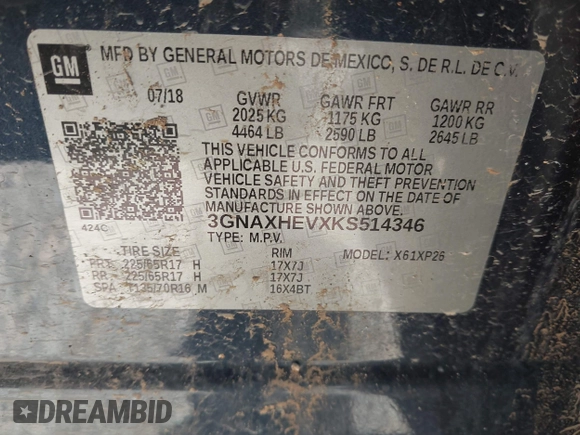 GM
MFD BY GENERAL MOTORS DE MEXICO, S. DE R.L. DE C.V.
07/18 GVWR GAWR FRT GAWR RR
2025 KG 1175 KG 1200 KG
4464 LB 2590 LB 2645 LB
THIS VEHICLE CONFORMS TO ALL
APPLICABLE U.S. FEDERAL MOTOR
VEHICLE SAFETY AND THEFT PREVENTION
STANDARDS IN EFFECT ON THE DATE OF
MANUFACTURE SHOWN ABOVE.
424C 3GNAXHEVXKS514346
TYPE: M.P.V.
TIRE SIZE RIM MODEL: X61XP26
FRT 225/65R17 H 17X7J
RR 225/65R17 H 17X7J
SPA T135/70R16 M 16X4BT
DREAMBID